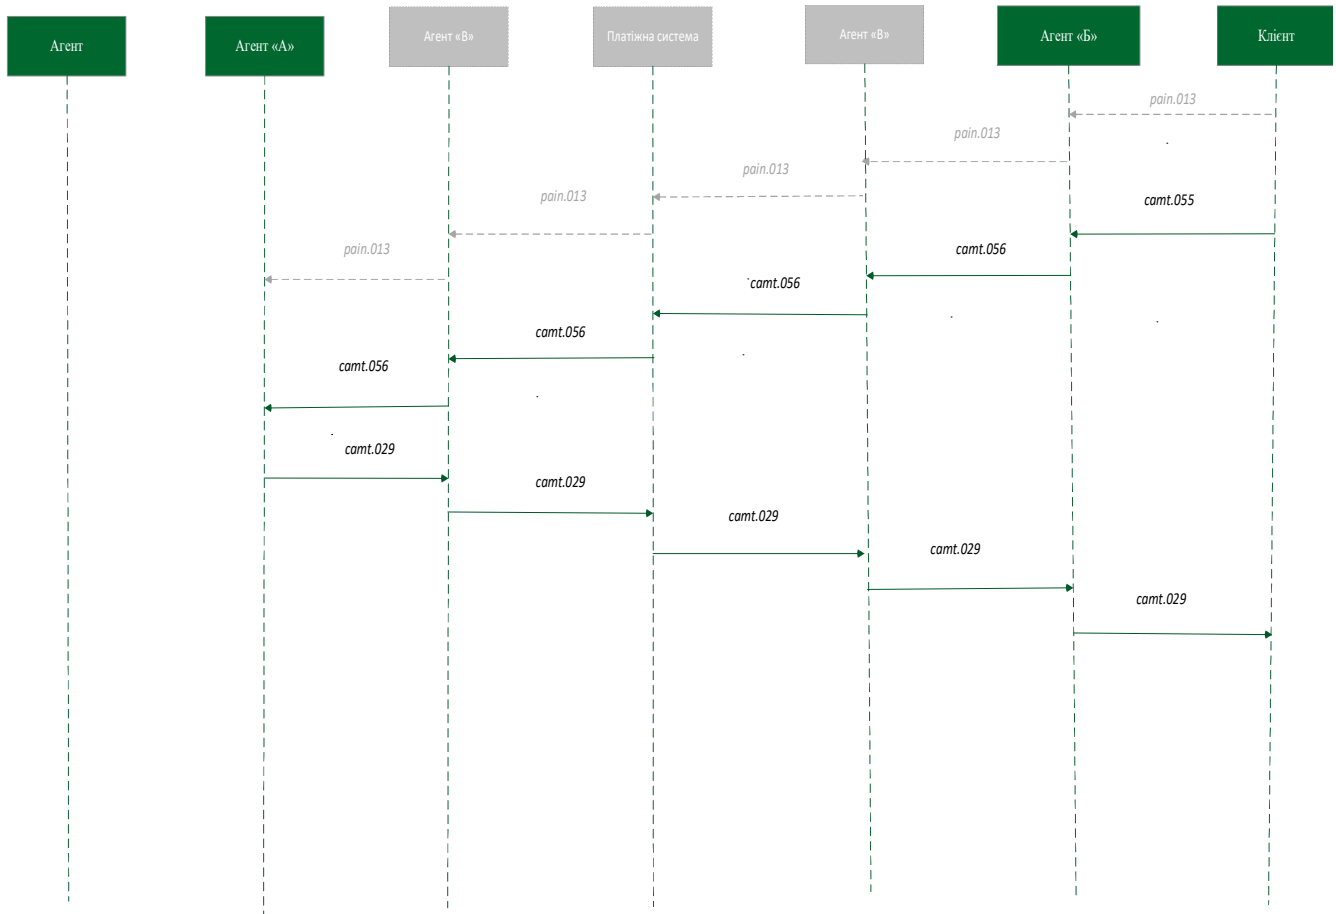 Агент
Агент «А»
Агент «В»
Платіжна система
Агент «В»
Агент «Б»
Клієнт
pain.013
pain.013
pain.013
pain.013
pain.013
camt.055
camt.056
camt.056
camt.056
camt.056
camt.029
camt.029
camt.029
camt.029
camt.029